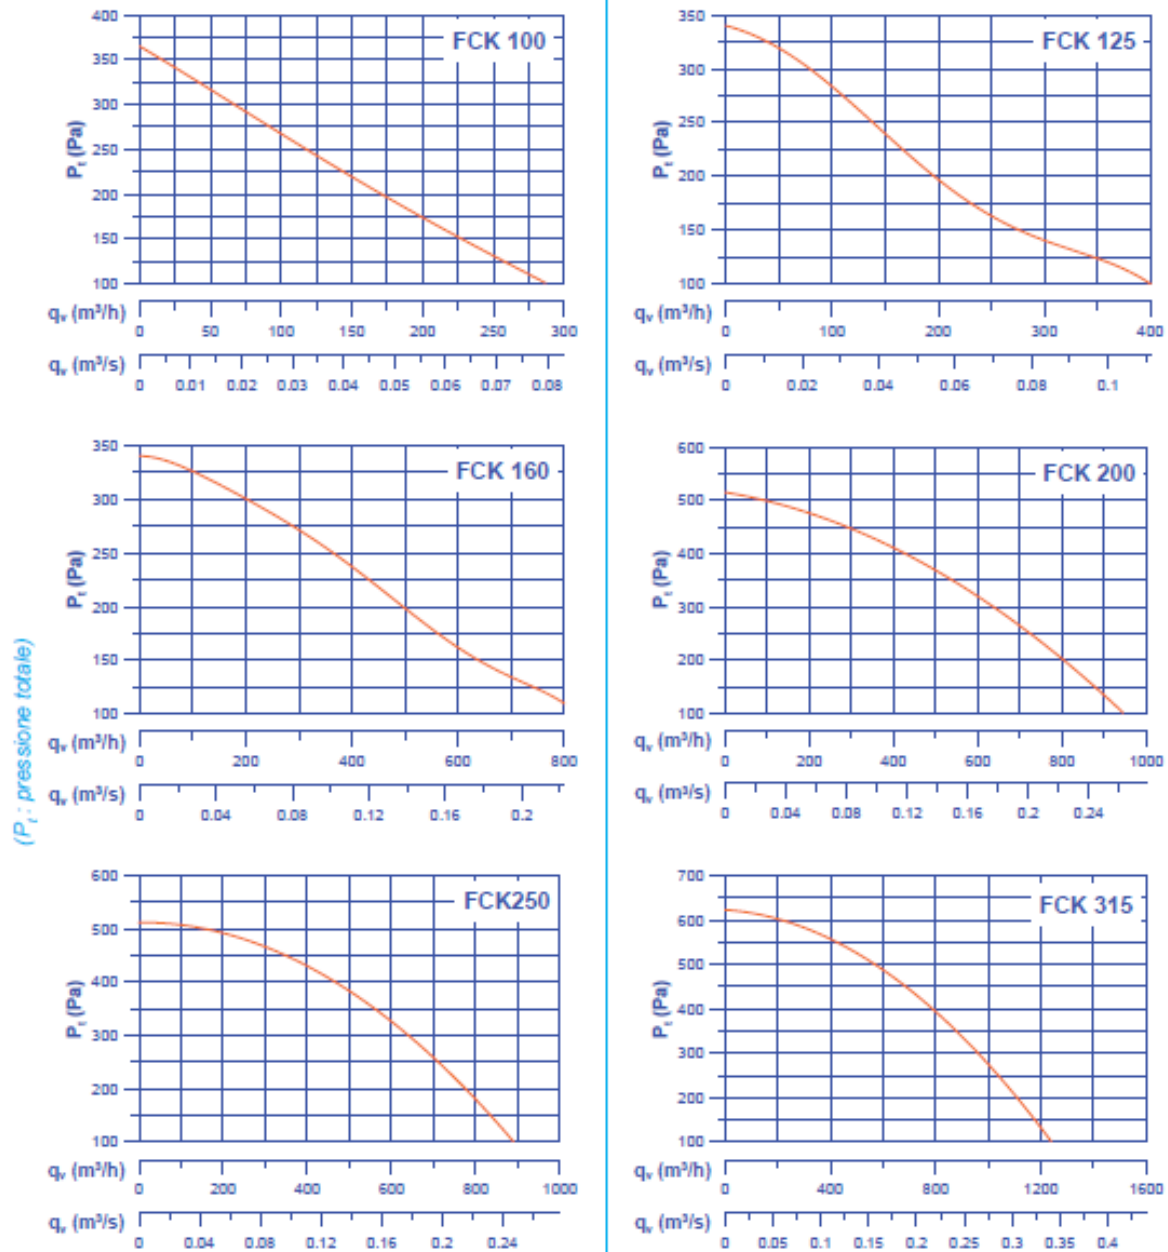 FCK 100
400
350
300
250
200
150
100
Pt (Pa)
qv (m³/h)
0 50 100 150 200 250 300
qv (m³/s)
0 0.01 0.02 0.03 0.04 0.05 0.06 0.07 0.08
FCK 125
350
300
250
200
150
100
Pt (Pa)
qv (m³/h)
0 100 200 300 400
qv (m³/s)
0 0.02 0.04 0.06 0.08 0.1
FCK 160
350
300
250
200
150
100
Pt (Pa)
qv (m³/h)
0 200 400 600 800
qv (m³/s)
0 0.04 0.08 0.12 0.16 0.2
FCK 200
600
500
400
300
200
100
Pt (Pa)
qv (m³/h)
0 200 400 600 800 1000
qv (m³/s)
0 0.04 0.08 0.12 0.16 0.2 0.24
(Pt : pressione totale)
FCK250
600
500
400
300
200
100
Pt (Pa)
qv (m³/h)
0 200 400 600 800 1000
qv (m³/s)
0 0.04 0.08 0.12 0.16 0.2 0.24
FCK 315
700
600
500
400
300
200
100
Pt (Pa)
qv (m³/h)
0 400 800 1200 1600
qv (m³/s)
0 0.05 0.1 0.15 0.2 0.25 0.3 0.35 0.4